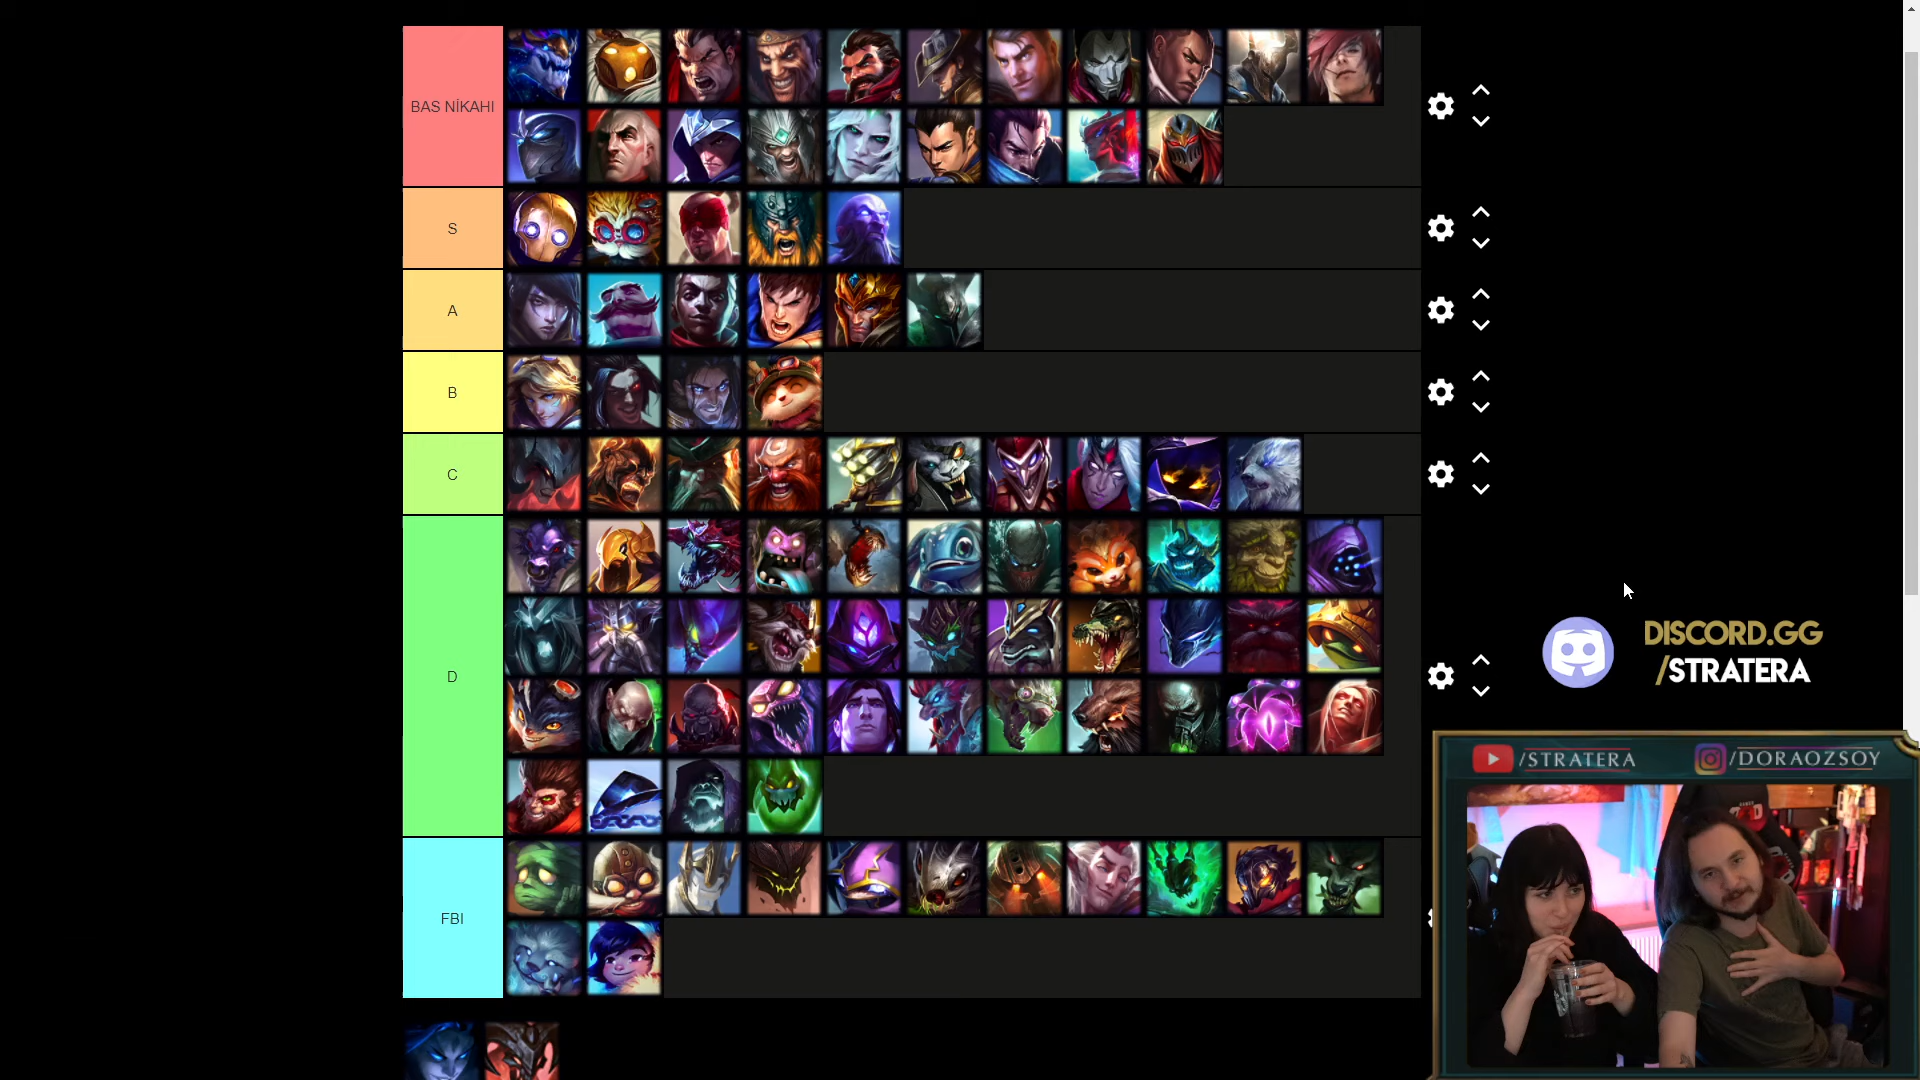 BAS NİKAHI
S
A
B
C
D
FBI
DISCORD.GG
/STRATERA
/STRATERA
/DORAOZSOY